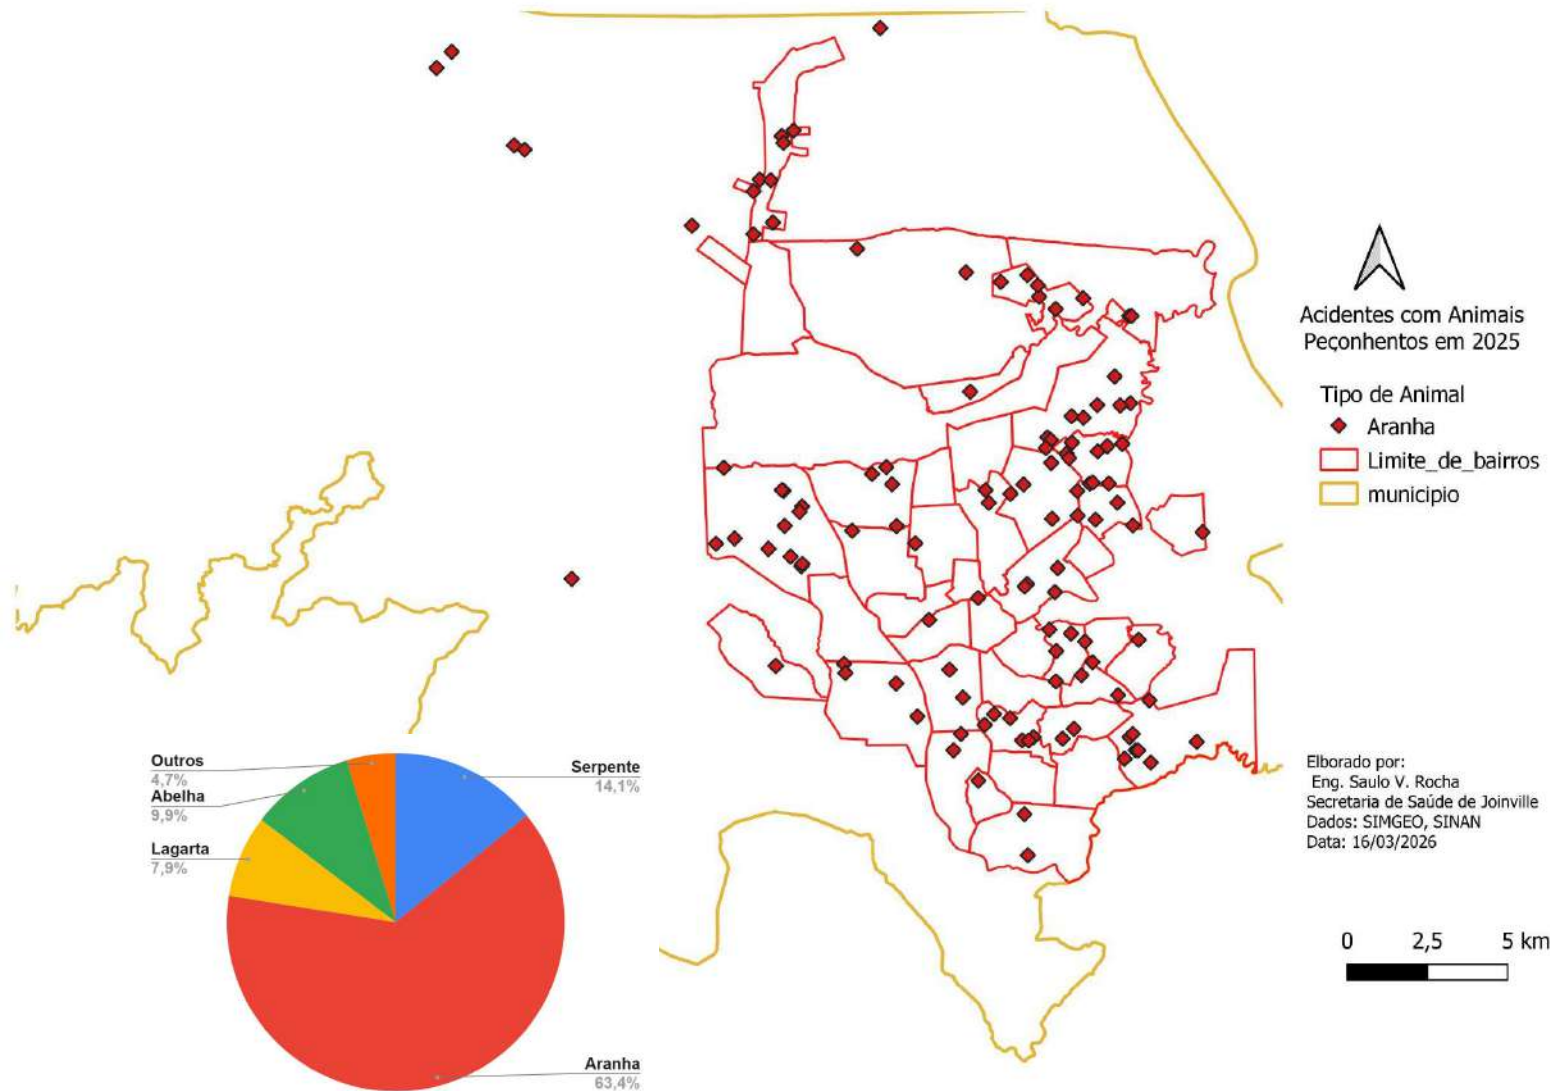 Acidentes com Animais
Peçonhentos em 2025
Tipo de Animal
Aranha
Limite_de_bairros
municipio
Elborado por:
Eng. Saulo V. Rocha
Secretaria de Saúde de Joinville
Dados: SIMGEO, SINAN
Data: 16/03/2026
0 2,5 5 km
Outros
4,7%
Abelha
9,9%
Lagarta
7,9%
Serpente
14,1%
Aranha
63,4%